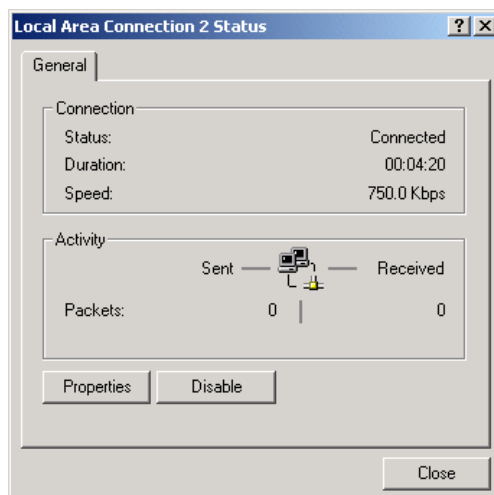 Local Area Connection 2 Status
General
Connection
Status: Connected
Duration: 00:04:20
Speed: 750.0 Kbps
Activity
Sent Received
Packets: 0 0
Properties Disable
Close